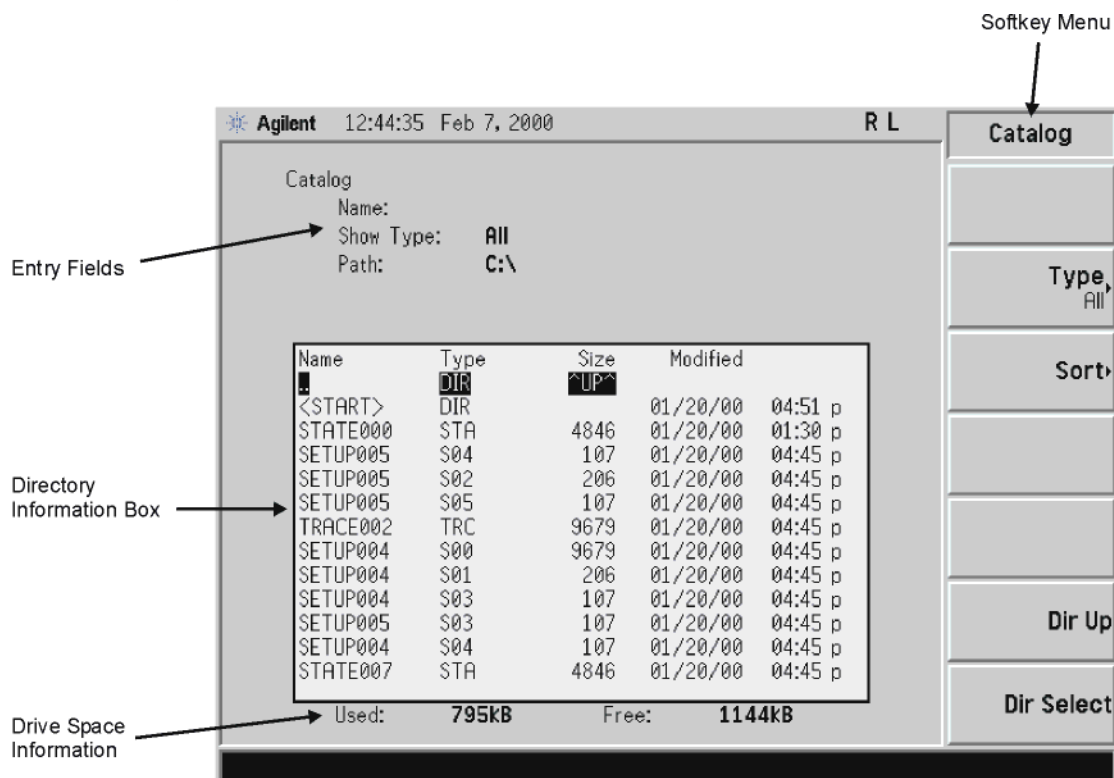 Softkey Menu
Agilent 12:44:35 Feb 7, 2000 R L
Catalog
Catalog
Name:
Show Type: All
Path: C:\
Entry Fields
Type
All
Sort
Name Type Size Modified
.. DIR ^UP^
<START> DIR 01/20/00 04:51 p
STATE000 STA 4846 01/20/00 01:30 p
SETUP005 S04 107 01/20/00 04:45 p
SETUP005 S02 206 01/20/00 04:45 p
SETUP005 S05 107 01/20/00 04:45 p
TRACE002 TRC 9679 01/20/00 04:45 p
SETUP004 S00 9679 01/20/00 04:45 p
SETUP004 S01 206 01/20/00 04:45 p
SETUP004 S03 107 01/20/00 04:45 p
SETUP005 S03 107 01/20/00 04:45 p
SETUP004 S04 107 01/20/00 04:45 p
STATE007 STA 4846 01/20/00 04:45 p
Directory
Information Box
Dir Up
Dir Select
Used: 795kB Free: 1144kB
Drive Space
Information